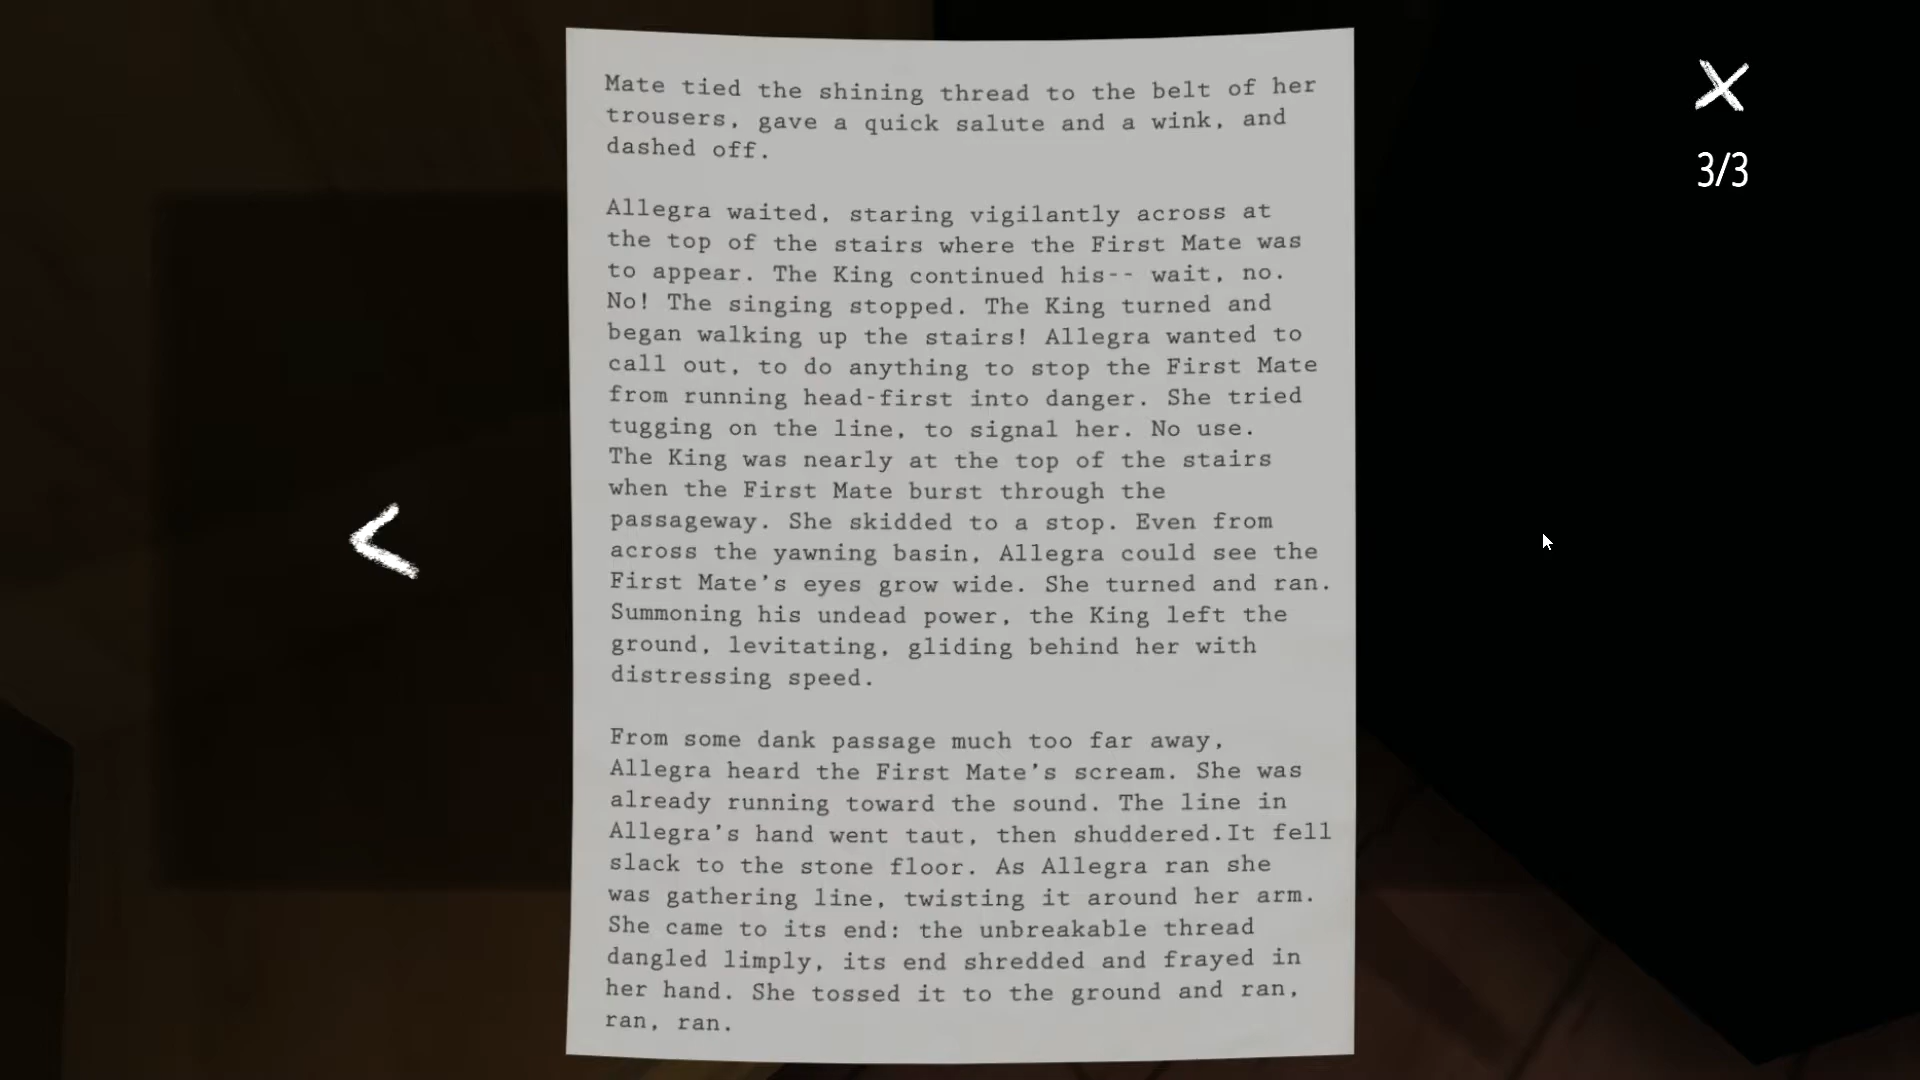 Mate tied the shining thread to the belt of her
trousers, gave a quick salute and a wink, and
dashed off.
Allegra waited, staring vigilantly across at
the top of the stairs where the First Mate was
to appear. The King continued his-- wait, no.
No! The singing stopped. The King turned and
began walking up the stairs! Allegra wanted to
call out, to do anything to stop the First Mate
from running head-first into danger. She tried
tugging on the line, to signal her. No use.
The King was nearly at the top of the stairs
when the First Mate burst through the
passageway. She skidded to a stop. Even from
across the yawning basin, Allegra could see the
First Mate's eyes grow wide. She turned and ran.
Summoning his undead power, the King left the
ground, levitating, gliding behind her with
distressing speed.
From some dank passage much too far away,
Allegra heard the First Mate's scream. She was
already running toward the sound. The line in
Allegra's hand went taut, then shuddered.It fell
slack to the stone floor. As Allegra ran she
was gathering line, twisting it around her arm.
She came to its end: the unbreakable thread
dangled limply, its end shredded and frayed in
her hand. She tossed it to the ground and ran,
ran, ran.
3/3